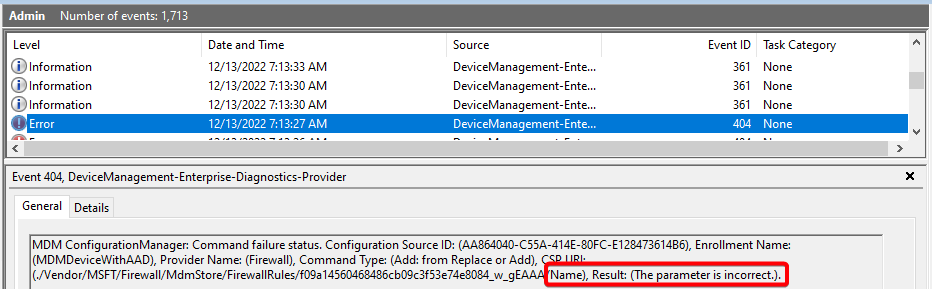 Admin Number of events: 1,713
Level Date and Time Source Event ID Task Category
Information 12/13/2022 7:13:33 AM DeviceManagement-Ente... 361 None
Information 12/13/2022 7:13:30 AM DeviceManagement-Ente... 361 None
Information 12/13/2022 7:13:30 AM DeviceManagement-Ente... 361 None
Error 12/13/2022 7:13:27 AM DeviceManagement-Ente... 404 None
Event 404, DeviceManagement-Enterprise-Diagnostics-Provider
General Details
MDM ConfigurationManager: Command failure status. Configuration Source ID: (AA864040-C55A-414E-80FC-E128473614B6), Enrollment Name:
(MDMDeviceWithAAD), Provider Name: (Firewall), Command Type: (Add: from Replace or Add), CSP URI:
(./Vendor/MSFT/Firewall/MdmStore/FirewallRules/f09a14560468486cb09c3f53e74e8084_w_gEAAA/Name), Result: (The parameter is incorrect.).